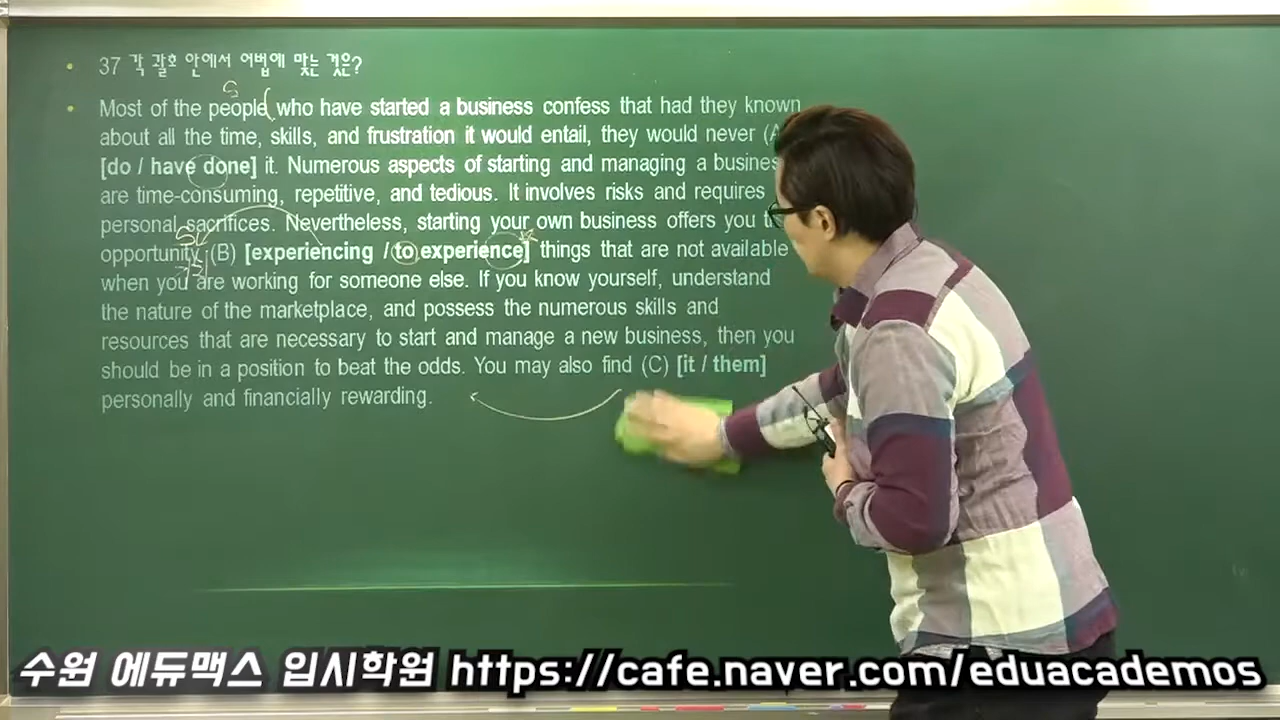 37 각 괄호 안에서 어법에 맞는 것은?
Most of the people who have started a business confess that had they known
about all the time, skills, and frustration it would entail, they would never (A
[do / have done] it. Numerous aspects of starting and managing a busines
are time-consuming, repetitive, and tedious. It involves risks and requires
personal sacrifices. Nevertheless, starting your own business offers you
opportunity (B) [experiencing / to experience] things that are not available
when you are working for someone else. If you know yourself, understand
the nature of the marketplace, and possess the numerous skills and
resources that are necessary to start and manage a new business, then you
should be in a position to beat the odds. You may also find (C) [it / them]
personally and financially rewarding.
수원 에듀맥스 입시학원 https://cafe.naver.com/eduacademos